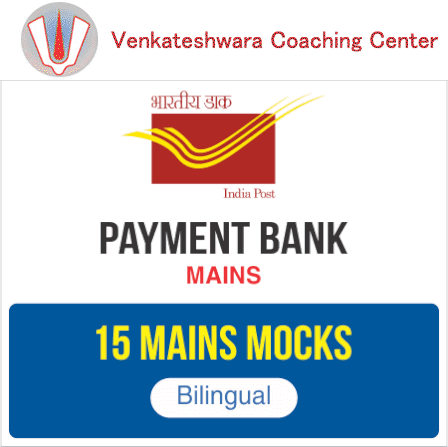 Venkateshwara Coaching Center
भारतीय डाक
India Post
PAYMENT BANK
MAINS
15 MAINS MOCKS
Bilingual